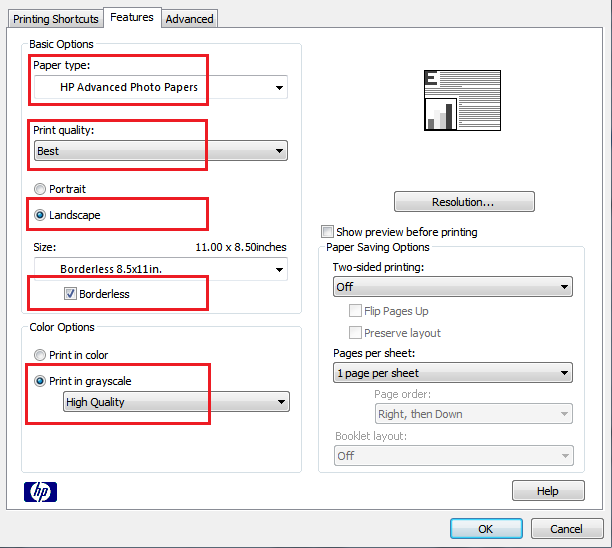 Printing Shortcuts Features Advanced
Basic Options
Paper type:
HP Advanced Photo Papers
Print quality:
Best
Portrait
Landscape
Size: 11.00 x 8.50inches
Borderless 8.5x11in.
Borderless
Color Options
Print in color
Print in grayscale
High Quality
hp
E
Resolution...
Show preview before printing
Paper Saving Options
Two-sided printing:
Off
Flip Pages Up
Preserve layout
Pages per sheet:
1 page per sheet
Page order:
Right, then Down
Booklet layout:
Off
Help
OK Cancel